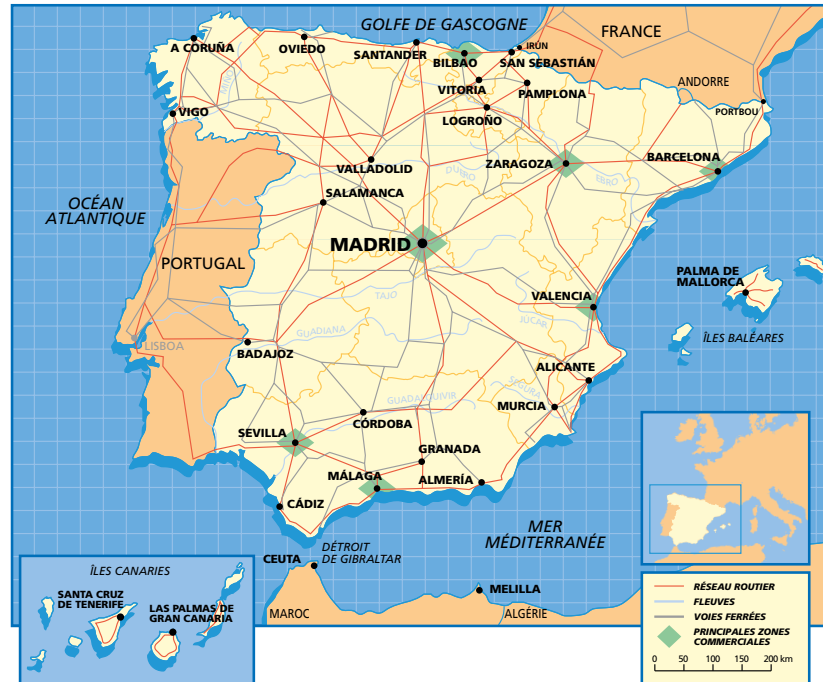 GOLFE DE GASCOGNE
FRANCE
A CORUÑA
OVIEDO
SANTANDER
BILBAO
IRÚN
SAN SEBASTIÁN
ANDORRE
VITORIA
PAMPLONA
PORTBOU
MIÑO
VIGO
LOGROÑO
VALLADOLID
ZARAGOZA
BARCELONA
DUERO
EBRO
SALAMANCA
OCÉAN
ATLANTIQUE
MADRID
PORTUGAL
PALMA DE
MALLORCA
VALENCIA
TAJO
JÚCAR
GUADIANA
ÎLES BALÉARES
LISBOA
BADAJOZ
ALICANTE
SEGURA
GUADALQUIVIR
MURCIA
CÓRDOBA
SEVILLA
GRANADA
MÁLAGA
ALMERÍA
CÁDIZ
MER
MÉDITERRANÉE
DÉTROIT
DE GIBRALTAR
CEUTA
MELILLA
MAROC
ALGÉRIE
ÎLES CANARIES
SANTA CRUZ
DE TENERIFE
LAS PALMAS DE
GRAN CANARIA
RÉSEAU ROUTIER
FLEUVES
VOIES FERRÉES
PRINCIPALES ZONES
COMMERCIALES
0 50 100 150 200 km